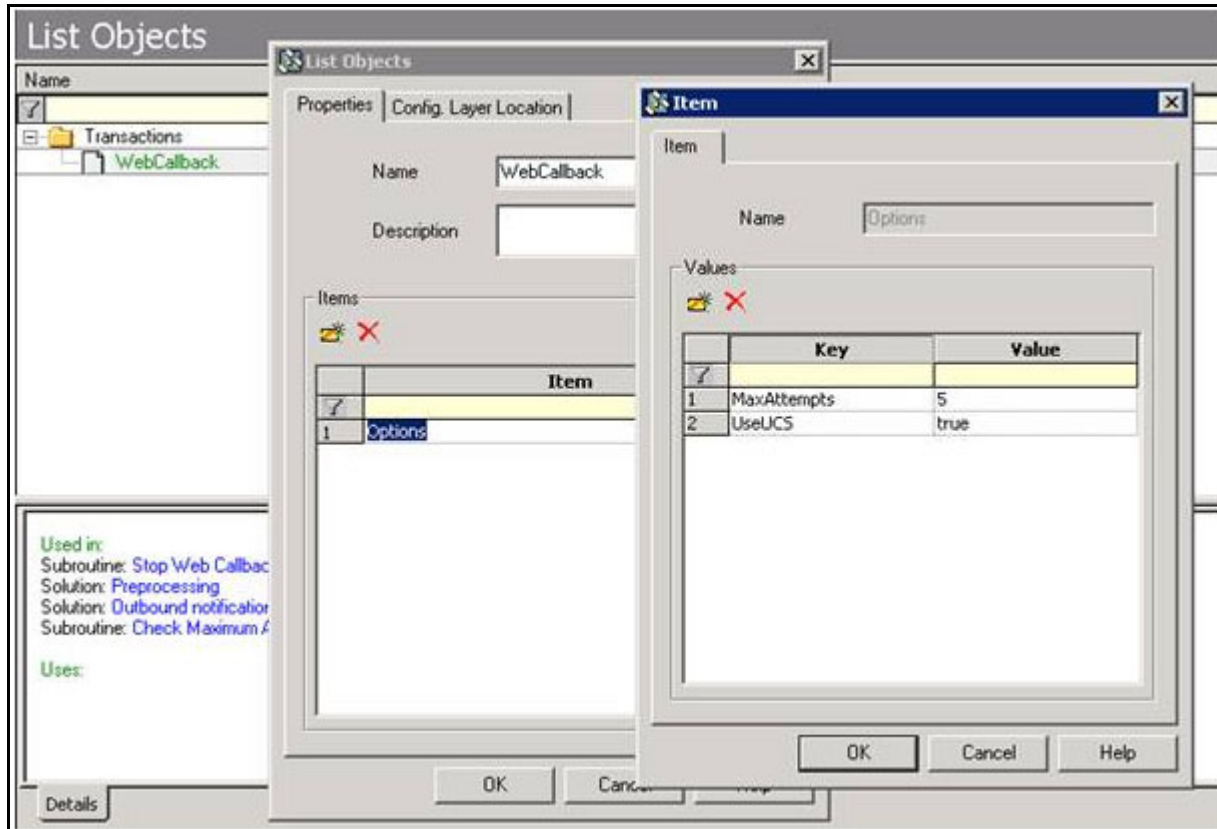 List Objects
Name
Transactions
WebCallback
Used in:
Subroutine: Stop Web Callbac
Solution: Preprocessing
Solution: Outbound notification
Subroutine: Check Maximum A
Uses:
Details
List Objects
Properties
Config. Layer Location
Name
WebCallback
Description
Items
Item
1 Options
OK
Item
Item
Name
Options
Values
Key Value
1 MaxAttempts 5
2 UseUCS true
OK Cancel Help